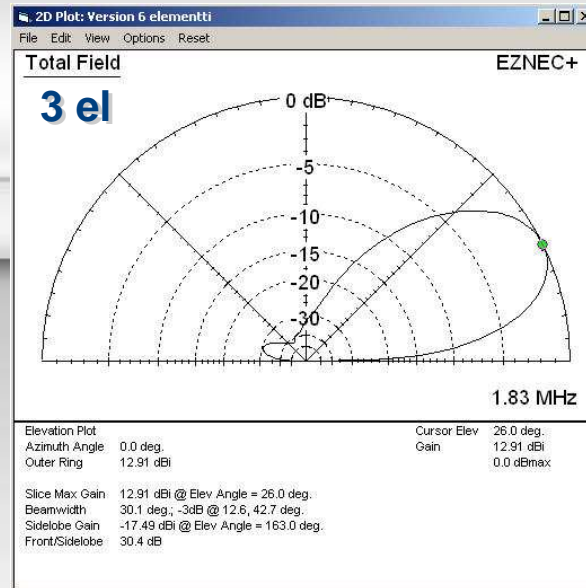 2D Plot: Version 6 elementti
File Edit View Options Reset
Total Field
EZNEC+
3 el
0 dB
-5
-10
-15
-20
-30
1.83 MHz
Elevation Plot
Azimuth Angle 0.0 deg.
Outer Ring 12.91 dBi
Cursor Elev 26.0 deg.
Gain 12.91 dBi
0.0 dBmax
Slice Max Gain 12.91 dBi @ Elev Angle = 26.0 deg.
Beamwidth 30.1 deg.; -3dB @ 12.6, 42.7 deg.
Sidelobe Gain -17.49 dBi @ Elev Angle = 163.0 deg.
Front/Sidelobe 30.4 dB